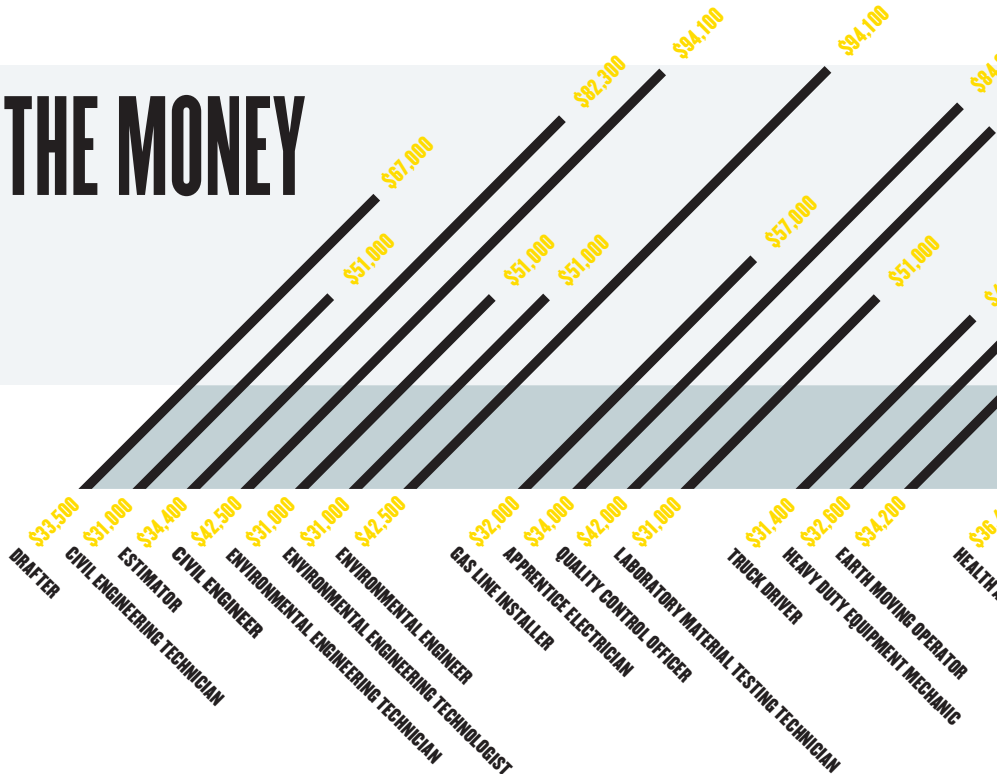 THE MONEY
$67,000
$51,000
$82,300
$94,100
$51,000
$51,000
$94,100
$57,000
$51,000
$33,500
$31,000
$34,400
$42,500
$31,000
$31,000
$42,500
$32,000
$34,000
$42,000
$31,000
$31,400
$32,600
$34,200
DRAFTER
CIVIL ENGINEERING TECHNICIAN
ESTIMATOR
CIVIL ENGINEER
ENVIRONMENTAL ENGINEERING TECHNICIAN
ENVIRONMENTAL ENGINEERING TECHNOLOGIST
ENVIRONMENTAL ENGINEER
GAS LINE INSTALLER
APPRENTICE ELECTRICIAN
QUALITY CONTROL OFFICER
LABORATORY MATERIAL TESTING TECHNICIAN
TRUCK DRIVER
HEAVY DUTY EQUIPMENT MECHANIC
EARTH MOVING OPERATOR